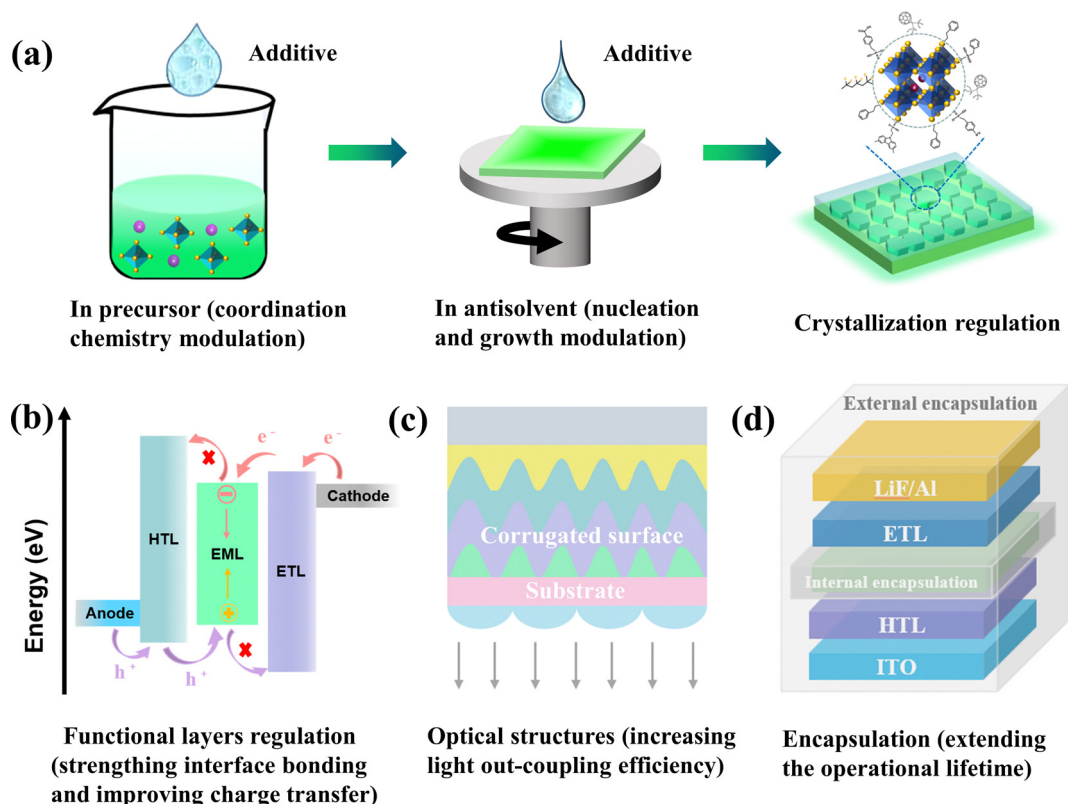 (a)
Additive
Additive
In precursor (coordination
chemistry modulation)
In antisolvent (nucleation
and growth modulation)
Crystallization regulation
(b)
Energy (eV)
HTL
EML
ETL
Anode
Cathode
e⁻
e⁻
h⁺
h⁺
Functional layers regulation
(strengthing interface bonding
and improving charge transfer)
(c)
Corrugated surface
Substrate
Optical structures (increasing
light out-coupling efficiency)
(d)
External encapsulation
LiF/Al
ETL
Internal encapsulation
HTL
ITO
Encapsulation (extending
the operational lifetime)